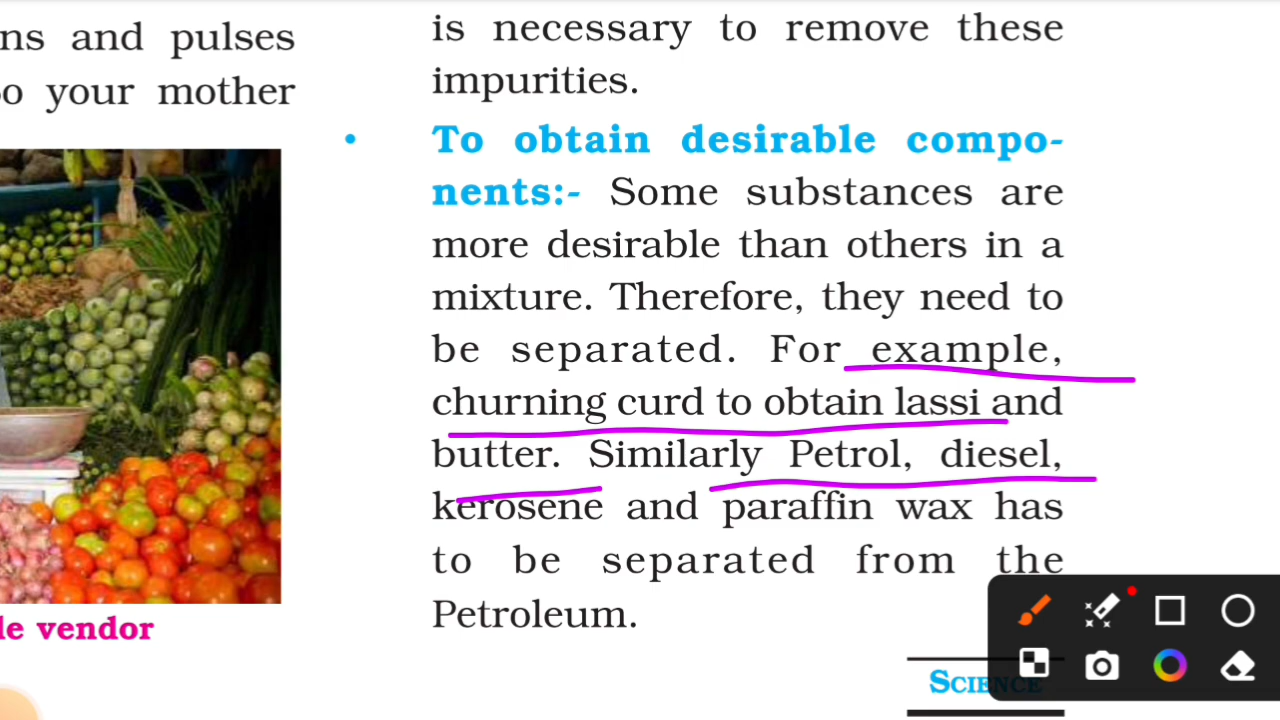 ns and pulses
o your mother
le vendor
is necessary to remove these
impurities.
• To obtain desirable compo-
nents:- Some substances are
more desirable than others in a
mixture. Therefore, they need to
be separated. For example,
churning curd to obtain lassi and
butter. Similarly Petrol, diesel,
kerosene and paraffin wax has
to be separated from the
Petroleum.
SCIENCE